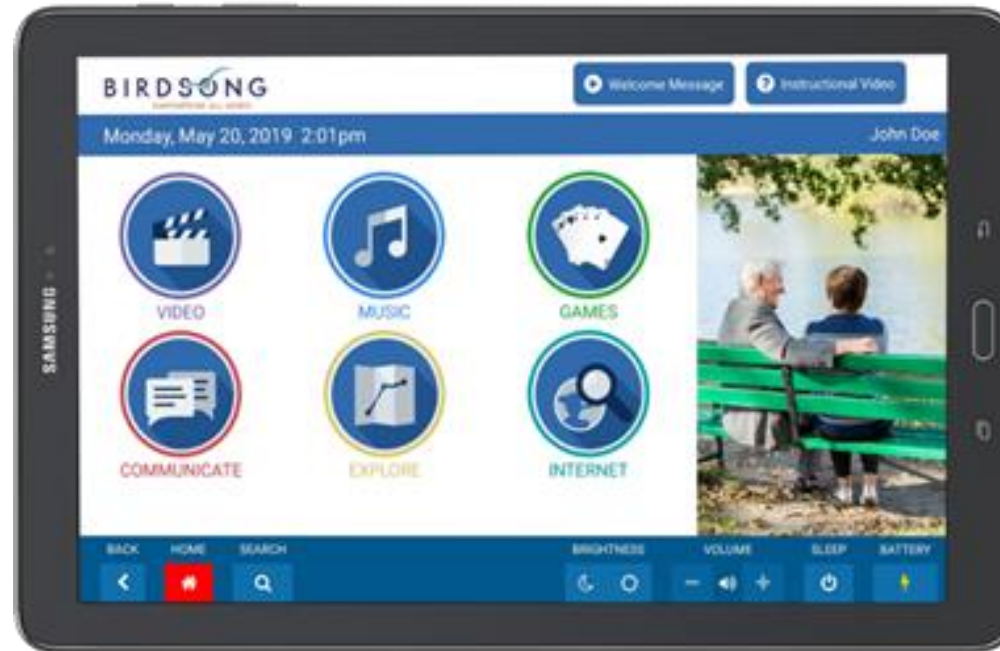 BIRDSONG
Welcome Message
Instructional Video
Monday, May 20, 2019 2:01pm
John Doe
VIDEO
MUSIC
GAMES
COMMUNICATE
EXPLORE
INTERNET
BACK
HOME
SEARCH
BRIGHTNESS
VOLUME
SLEEP
BATTERY
SAMSUNG